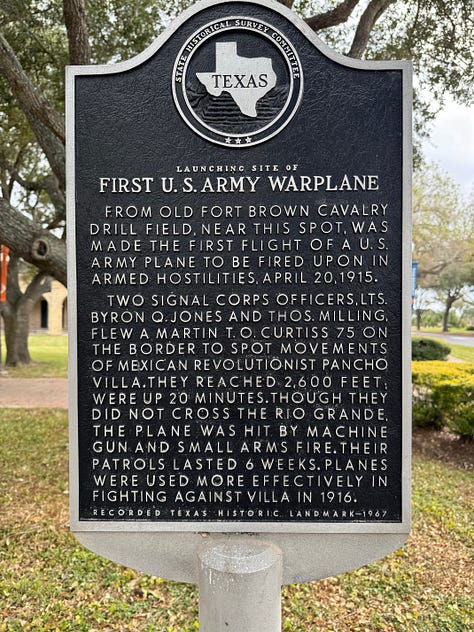 STATE HISTORICAL SURVEY COMMITTEE
TEXAS
LAUNCHING SITE OF
FIRST U.S. ARMY WARPLANE
FROM OLD FORT BROWN CAVALRY
DRILL FIELD, NEAR THIS SPOT, WAS
MADE THE FIRST FLIGHT OF A U.S.
ARMY PLANE TO BE FIRED UPON IN
ARMED HOSTILITIES, APRIL 20, 1915.
TWO SIGNAL CORPS OFFICERS, LTS.
BYRON Q. JONES AND THOS. MILLING,
FLEW A MARTIN T.O. CURTISS 75 ON
THE BORDER TO SPOT MOVEMENTS
OF MEXICAN REVOLUTIONIST PANCHO
VILLA. THEY REACHED 2,600 FEET,
WERE UP 20 MINUTES. THOUGH THEY
DID NOT CROSS THE RIO GRANDE,
THE PLANE WAS HIT BY MACHINE
GUN AND SMALL ARMS FIRE. THEIR
PATROLS LASTED 6 WEEKS. PLANES
WERE USED MORE EFFECTIVELY IN
FIGHTING AGAINST VILLA IN 1916.
RECORDED TEXAS HISTORIC LANDMARK-1967